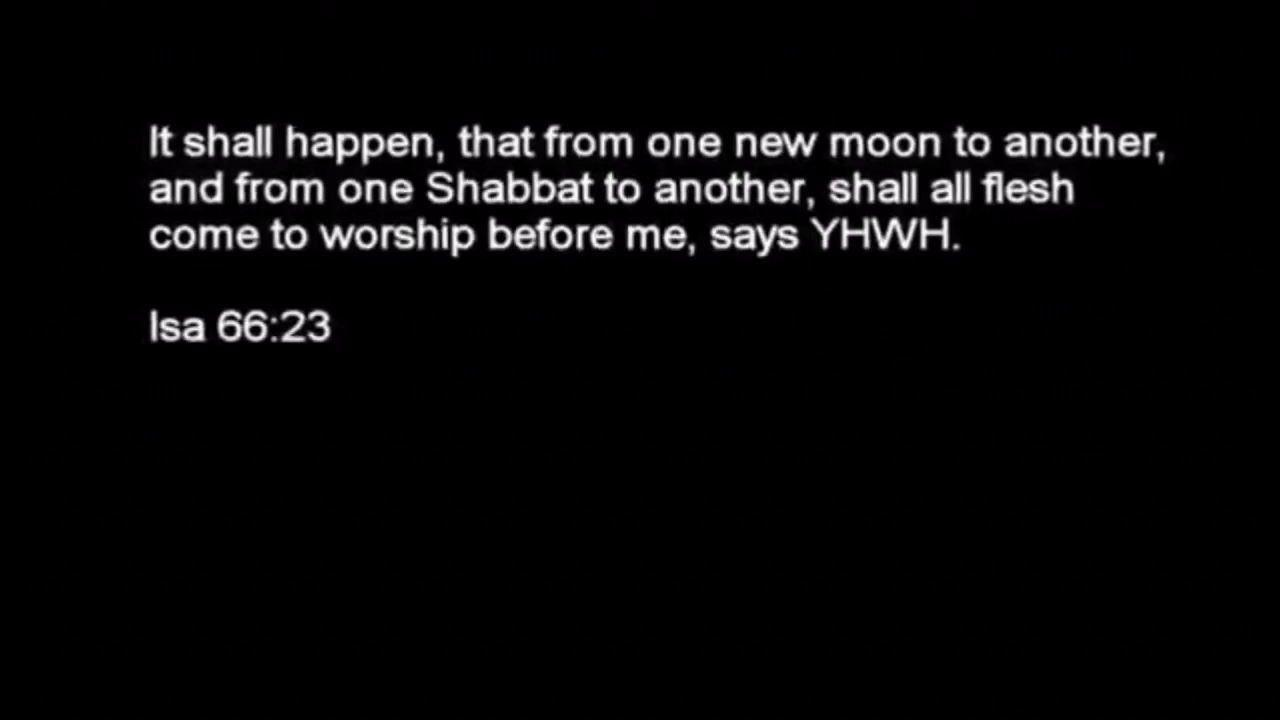 It shall happen, that from one new moon to another,
and from one Shabbat to another, shall all flesh
come to worship before me, says YHWH.
Isa 66:23